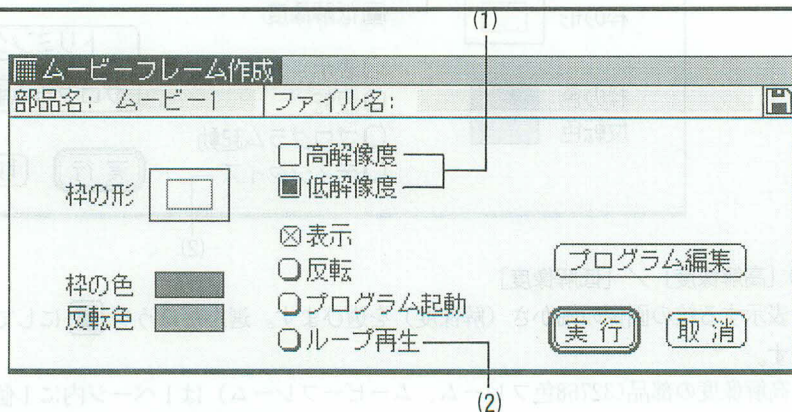 (1)
ムービーフレーム作成
部品名: ムービー1
ファイル名:
高解像度
低解像度
枠の形
表示
反転
プログラム起動
ループ再生
枠の色
反転色
プログラム編集
実行
取消
(2)